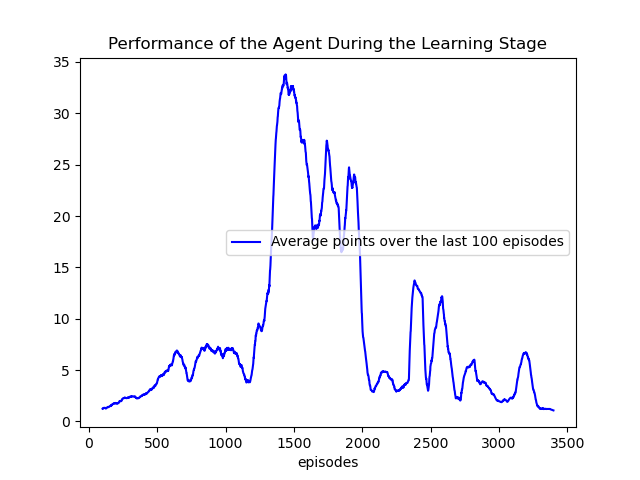 Performance of the Agent During the Learning Stage
35
30
25
20
15
10
5
0
Average points over the last 100 episodes
0 500 1000 1500 2000 2500 3000 3500
episodes